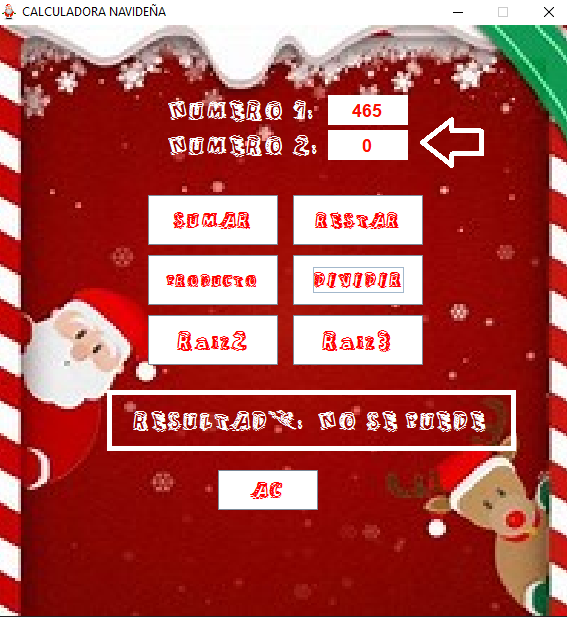 CALCULADORA NAVIDEÑA
NUMERO 1: 465
NUMERO 2: 0
SUMAR RESTAR
PRODUCTO DIVIDIR
Raiz2 Raiz3
RESULTADO: NO SE PUEDE
AC